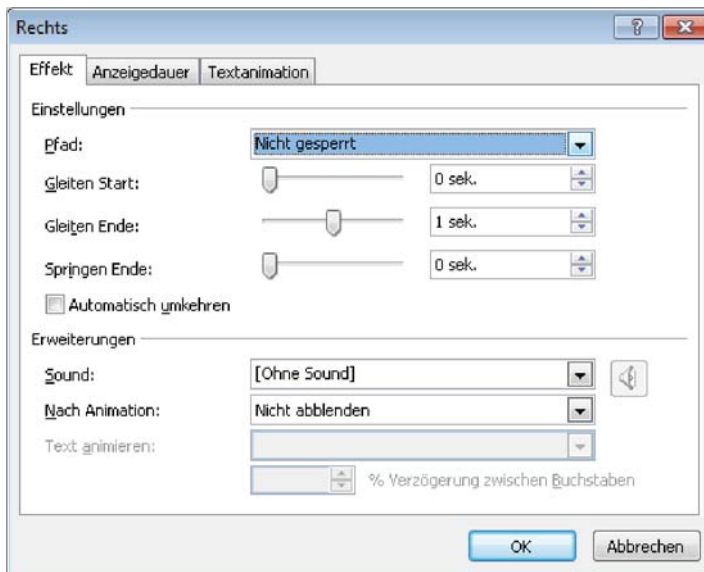 Rechts
Effekt Anzeigedauer Textanimation
Einstellungen
Pfad: Nicht gesperrt
Gleiten Start: 0 sek.
Gleiten Ende: 1 sek.
Springen Ende: 0 sek.
Automatisch umkehren
Erweiterungen
Sound: [Ohne Sound]
Nach Animation: Nicht abblenden
Text animieren:
% Verzögerung zwischen Buchstaben
OK Abbrechen